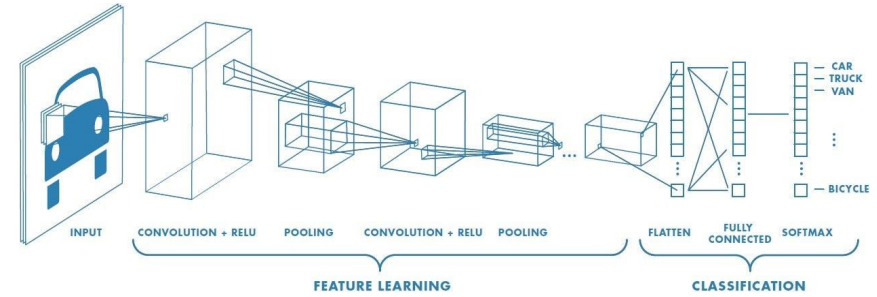 CAR
TRUCK
VAN
BICYCLE
INPUT
CONVOLUTION + RELU
POOLING
CONVOLUTION + RELU
POOLING
FLATTEN
FULLY
CONNECTED
SOFTMAX
FEATURE LEARNING
CLASSIFICATION